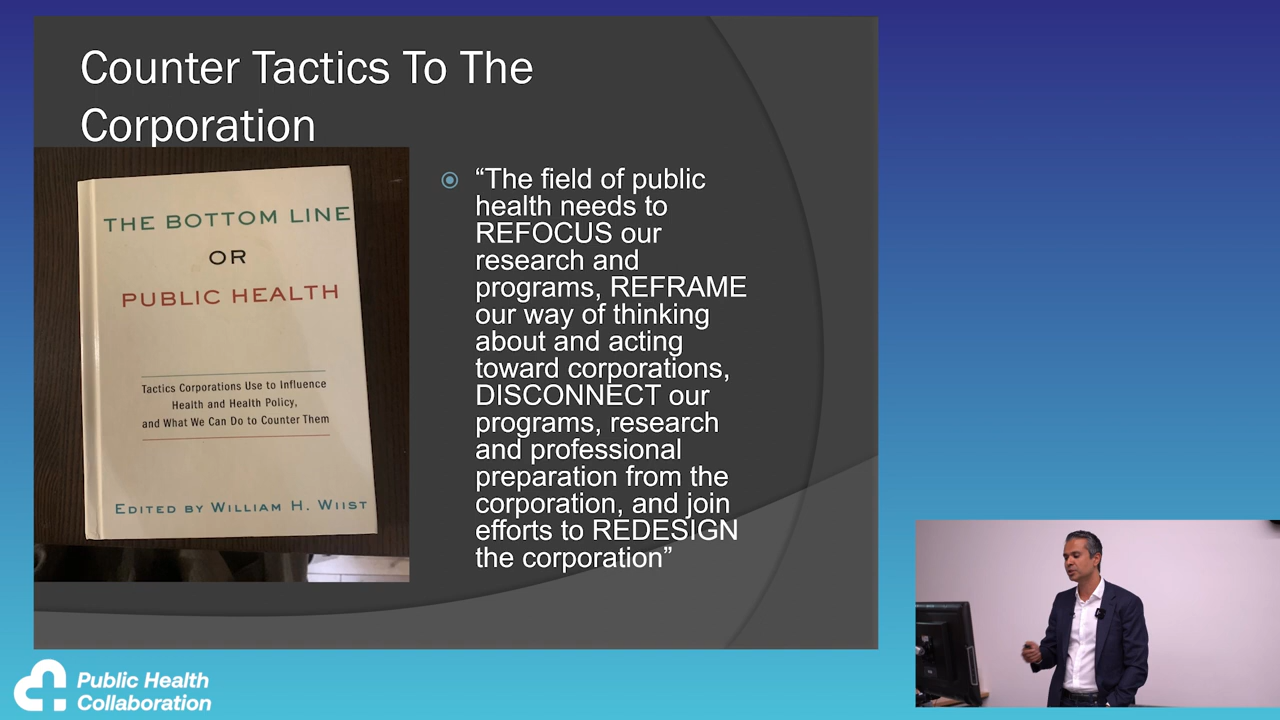 Counter Tactics To The
Corporation
THE BOTTOM LINE
OR
PUBLIC HEALTH
Tactics Corporations Use to Influence
Health and Health Policy,
and What We Can Do to Counter Them
EDITED BY WILLIAM H. WIIST
“The field of public
health needs to
REFOCUS our
research and
programs, REFRAME
our way of thinking
about and acting
toward corporations,
DISCONNECT our
programs, research
and professional
preparation from the
corporation, and join
efforts to REDESIGN
the corporation”
Public Health
Collaboration